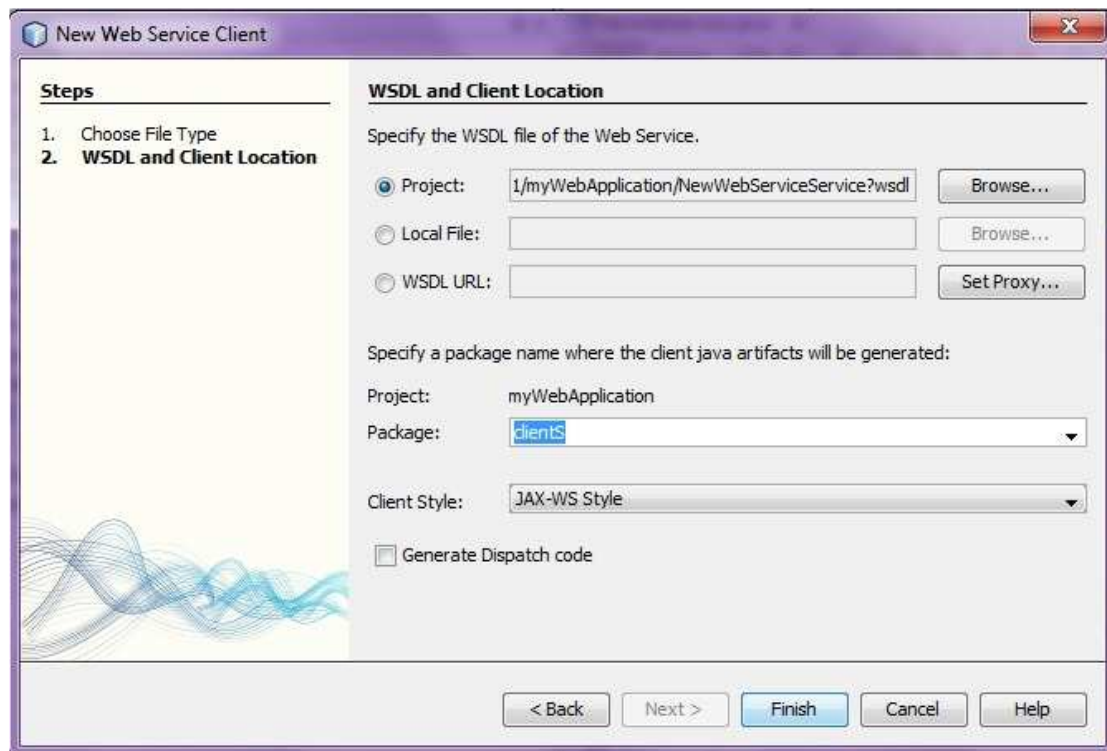 New Web Service Client
Steps
1. Choose File Type
2. WSDL and Client Location
WSDL and Client Location
Specify the WSDL file of the Web Service.
Project: 1/myWebApplication/NewWebServiceService?wsdl Browse...
Local File: Browse...
WSDL URL: Set Proxy...
Specify a package name where the client java artifacts will be generated:
Project: myWebApplication
Package: clientS
Client Style: JAX-WS Style
Generate Dispatch code
< Back Next > Finish Cancel Help